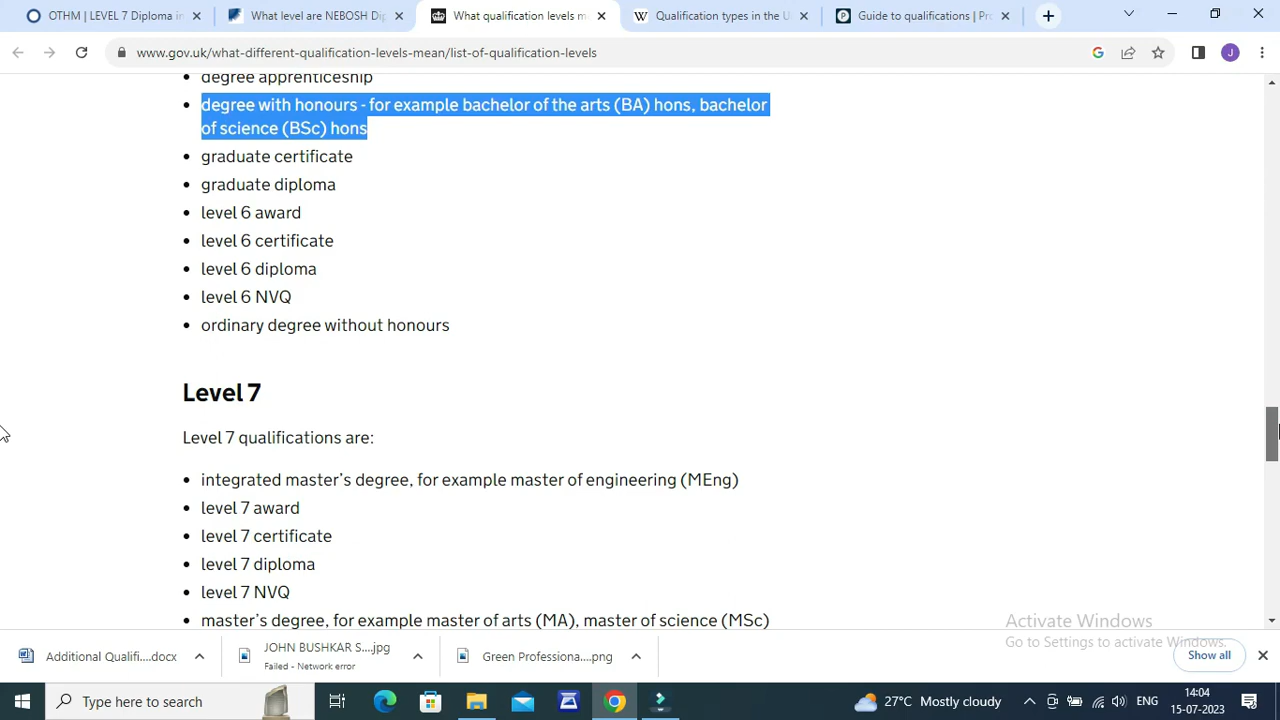 OTHM | LEVEL 7 Diploma in
What level are NEBOSH Dip
What qualification levels m
Qualification types in the U
Guide to qualifications | Pro
www.gov.uk/what-different-qualification-levels-mean/list-of-qualification-levels
J
degree apprenticeship
degree with honours - for example bachelor of the arts (BA) hons, bachelor
of science (BSc) hons
graduate certificate
graduate diploma
level 6 award
level 6 certificate
level 6 diploma
level 6 NVQ
ordinary degree without honours
Level 7
Level 7 qualifications are:
integrated master's degree, for example master of engineering (MEng)
level 7 award
level 7 certificate
level 7 diploma
level 7 NVQ
master's degree, for example master of arts (MA), master of science (MSc)
Activate Windows
Go to Settings to activate Windows.
Additional Qualifi....docx
JOHN BUSHKAR S....jpg
Failed - Network error
Green Professiona....png
Show all
Type here to search
27°C Mostly cloudy
ENG
14:04
15-07-2023